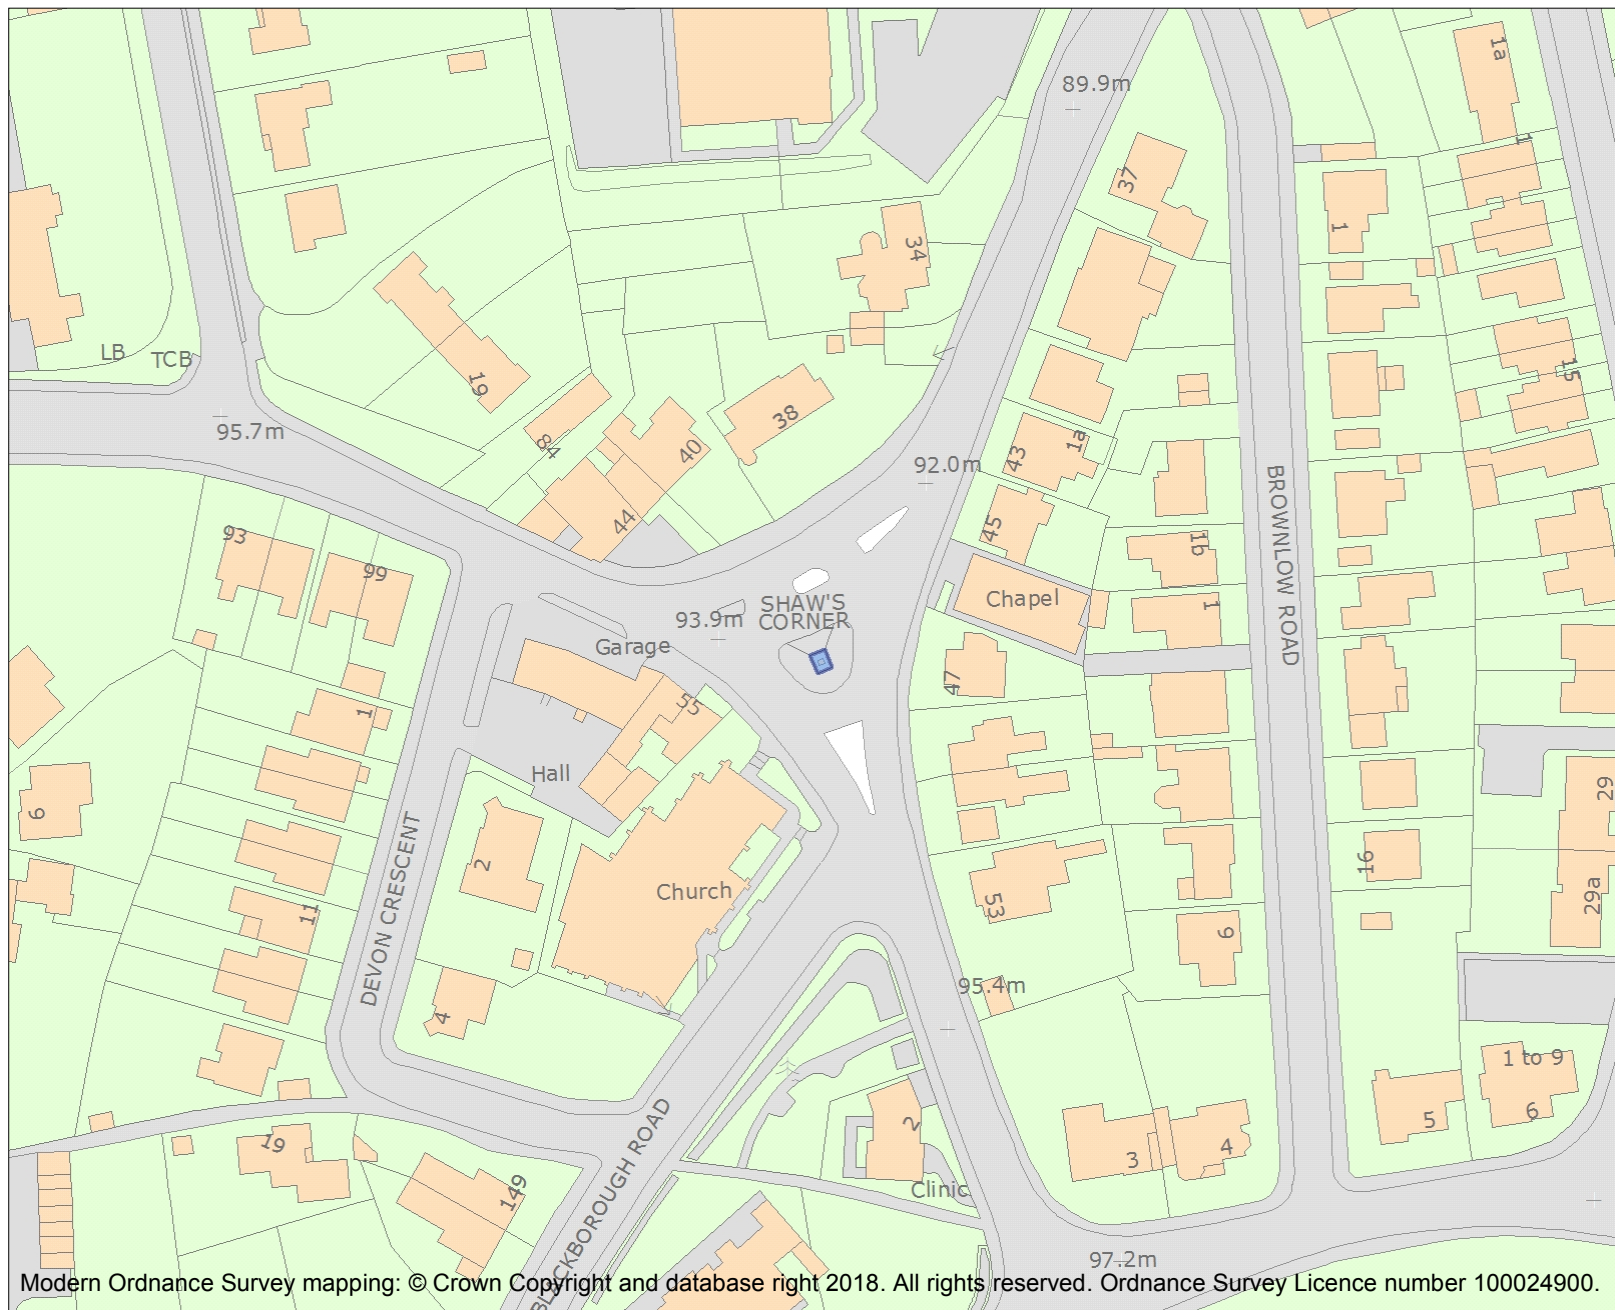 1a
89.9m
1
37
1
34
LB
TCB
19
15
38
95.7m
84
40
43
1a
92.0m
44
45
93
99
1b
BROWNLOW ROAD
Chapel
1
SHAW'S
CORNER
93.9m
Garage
47
55
1
Hall
29
6
2
16
Church
53
29a
11
DEVON CRESCENT
6
95.4m
4
1 to 9
6
5
2
4
3
19
149
BLACKBOROUGH ROAD
Clinic
97.2m
Modern Ordnance Survey mapping: © Crown Copyright and database right 2018. All rights reserved. Ordnance Survey Licence number 100024900.